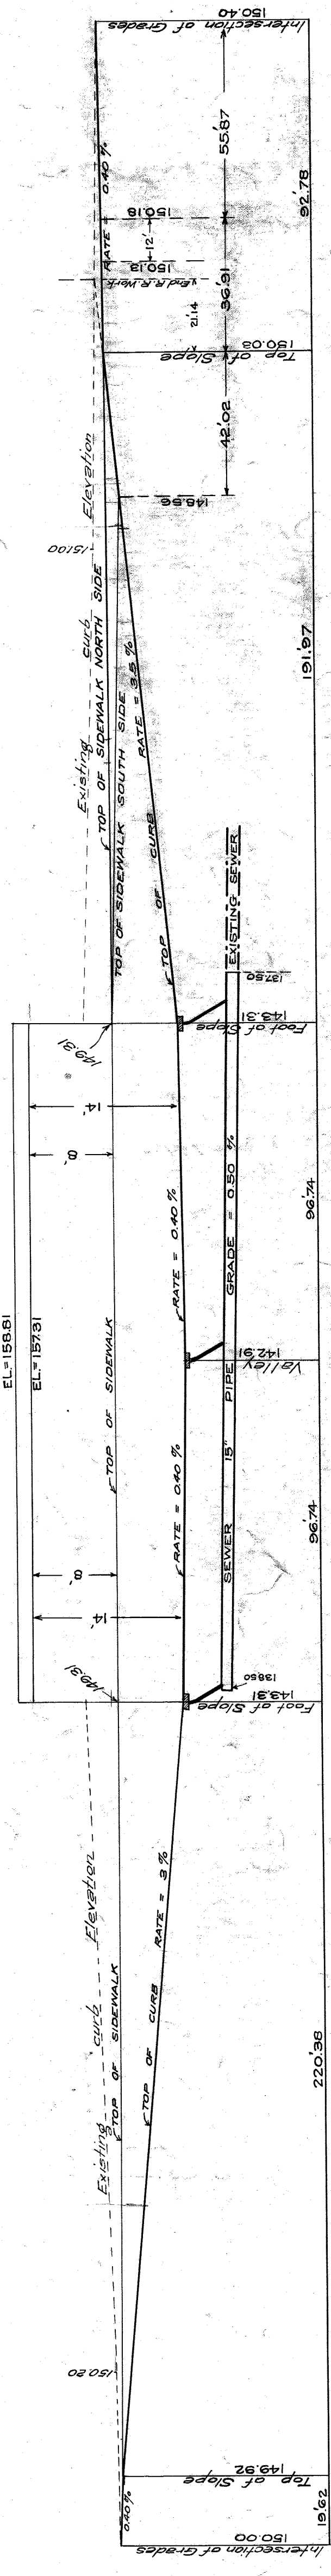 150.40
Intersection of Grades
55.87
RATE = 0.40 %
92.78
150.18
12'
150.13
End R.R. Work
36.91
21.14
150.03
Top of Slope
42.02
148.56
Elevation
151.00
Existing curb
TOP OF SIDEWALK NORTH SIDE
TOP OF SIDEWALK SOUTH SIDE
RATE = 3.5 %
TOP OF CURB
191.97
EXISTING SEWER
137.50
143.31
Foot of Slope
149.31
14'
8'
EL.=158.81
EL.=157.31
RATE = 0.40 %
GRADE = 0.50 %
96.74
142.91
Valley
TOP OF SIDEWALK
PIPE
15"
SEWER
RATE = 0.40 %
96.74
8'
14'
149.31
138.50
143.31
Foot of Slope
Elevation
curb
Existing
TOP OF SIDEWALK
RATE = 3 %
TOP OF CURB
220.38
150.20
149.92
Top of Slope
0.40 %
19.62
150.00
Intersection of Grades